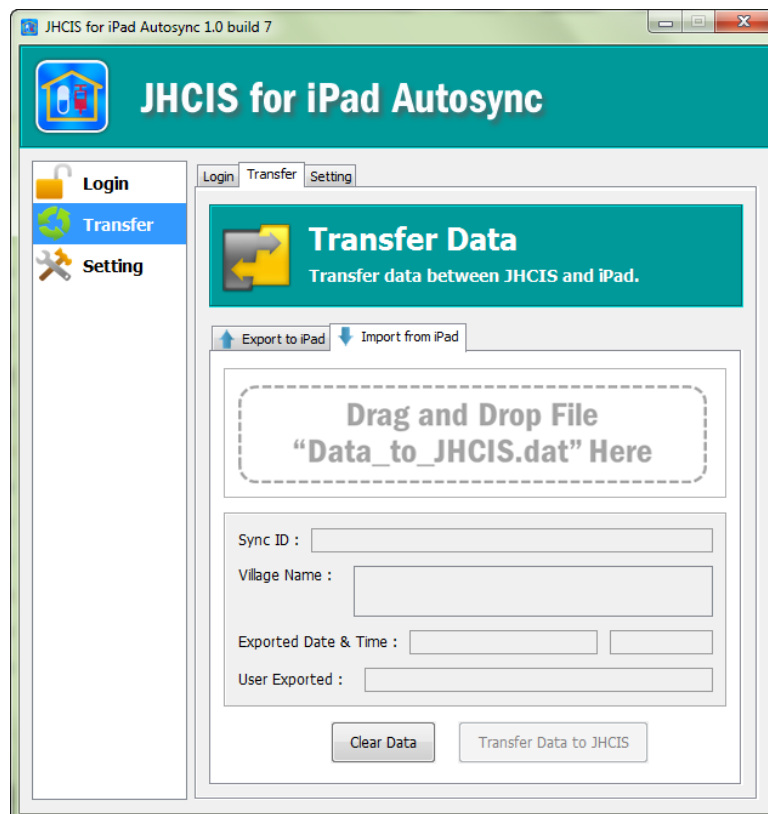 JHCIS for iPad Autosync 1.0 build 7
JHCIS for iPad Autosync
Login
Transfer
Setting
Login
Transfer
Setting
Transfer Data
Transfer data between JHCIS and iPad.
Export to iPad
Import from iPad
Drag and Drop File
“Data_to_JHCIS.dat” Here
Sync ID :
Village Name :
Exported Date & Time :
User Exported :
Clear Data
Transfer Data to JHCIS